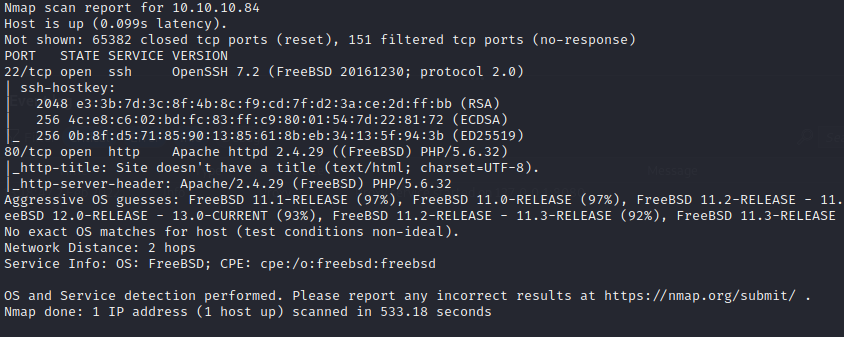 Nmap scan report for 10.10.10.84
Host is up (0.099s latency).
Not shown: 65382 closed tcp ports (reset), 151 filtered tcp ports (no-response)
PORT   STATE SERVICE VERSION
22/tcp open  ssh     OpenSSH 7.2 (FreeBSD 20161230; protocol 2.0)
| ssh-hostkey:
|   2048 e3:3b:7d:3c:8f:4b:8c:f9:cd:7f:d2:3a:ce:2d:ff:bb (RSA)
|   256 4c:e8:c6:02:bd:fc:83:ff:c9:80:01:54:7d:22:81:72 (ECDSA)
|_  256 0b:8f:d5:71:85:90:13:85:61:8b:eb:34:13:5f:94:3b (ED25519)
80/tcp open  http    Apache httpd 2.4.29 ((FreeBSD) PHP/5.6.32)
|_http-title: Site doesn't have a title (text/html; charset=UTF-8).
|_http-server-header: Apache/2.4.29 (FreeBSD) PHP/5.6.32
Aggressive OS guesses: FreeBSD 11.1-RELEASE (97%), FreeBSD 11.0-RELEASE (97%), FreeBSD 11.2-RELEASE - 11.
eeBSD 12.0-RELEASE - 13.0-CURRENT (93%), FreeBSD 11.2-RELEASE - 11.3-RELEASE (92%), FreeBSD 11.3-RELEASE
No exact OS matches for host (test conditions non-ideal).
Network Distance: 2 hops
Service Info: OS: FreeBSD; CPE: cpe:/o:freebsd:freebsd

OS and Service detection performed. Please report any incorrect results at https://nmap.org/submit/ .
Nmap done: 1 IP address (1 host up) scanned in 533.18 seconds